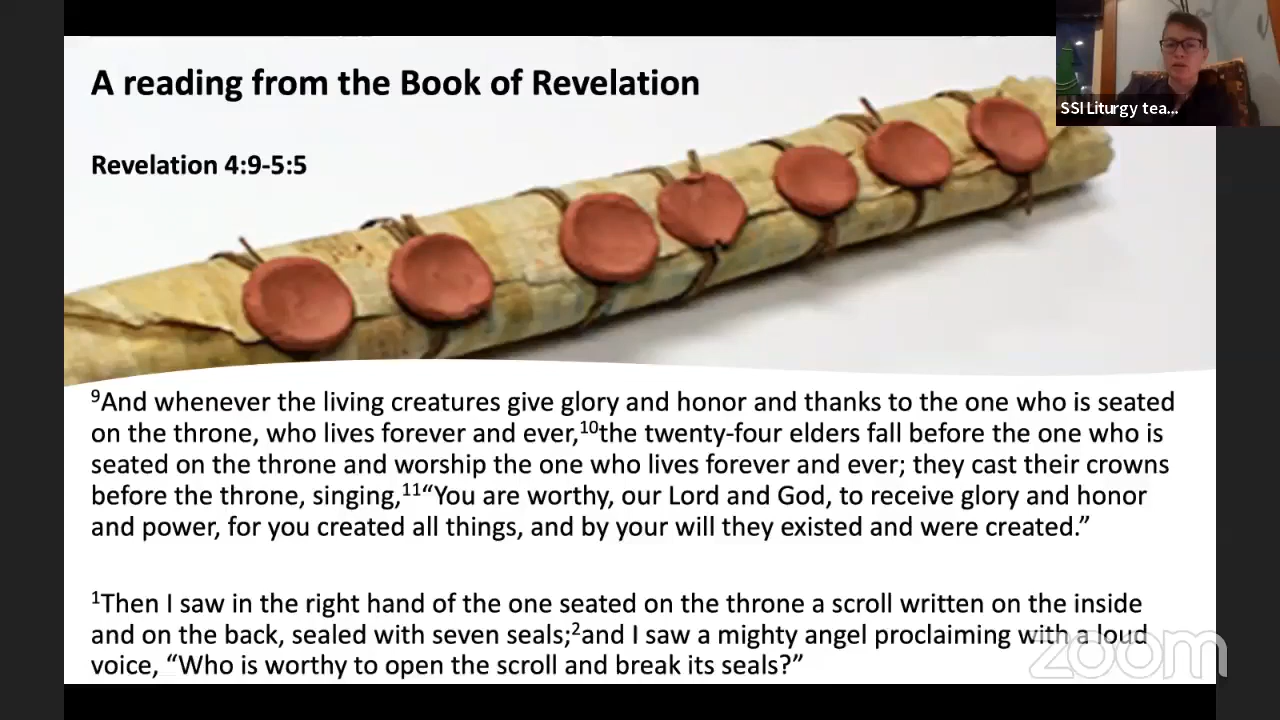 A reading from the Book of Revelation
SSI Liturgy tea...
Revelation 4:9-5:5
⁹And whenever the living creatures give glory and honor and thanks to the one who is seated
on the throne, who lives forever and ever,¹⁰the twenty-four elders fall before the one who is
seated on the throne and worship the one who lives forever and ever; they cast their crowns
before the throne, singing,¹¹“You are worthy, our Lord and God, to receive glory and honor
and power, for you created all things, and by your will they existed and were created.”
¹Then I saw in the right hand of the one seated on the throne a scroll written on the inside
and on the back, sealed with seven seals;²and I saw a mighty angel proclaiming with a loud
voice, “Who is worthy to open the scroll and break its seals?”
zoom